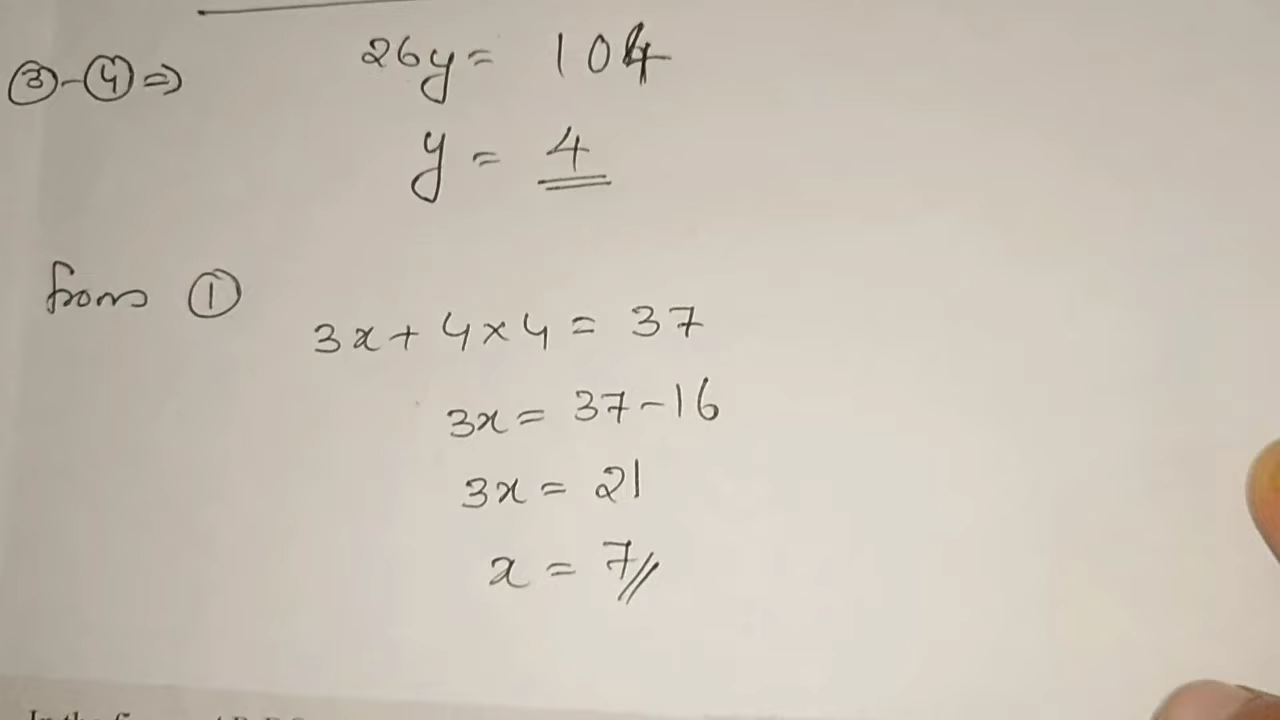 ③-④⇒ 26y = 104
y = 4
from ①
3x + 4×4 = 37
3x = 37-16
3x = 21
x = 7//